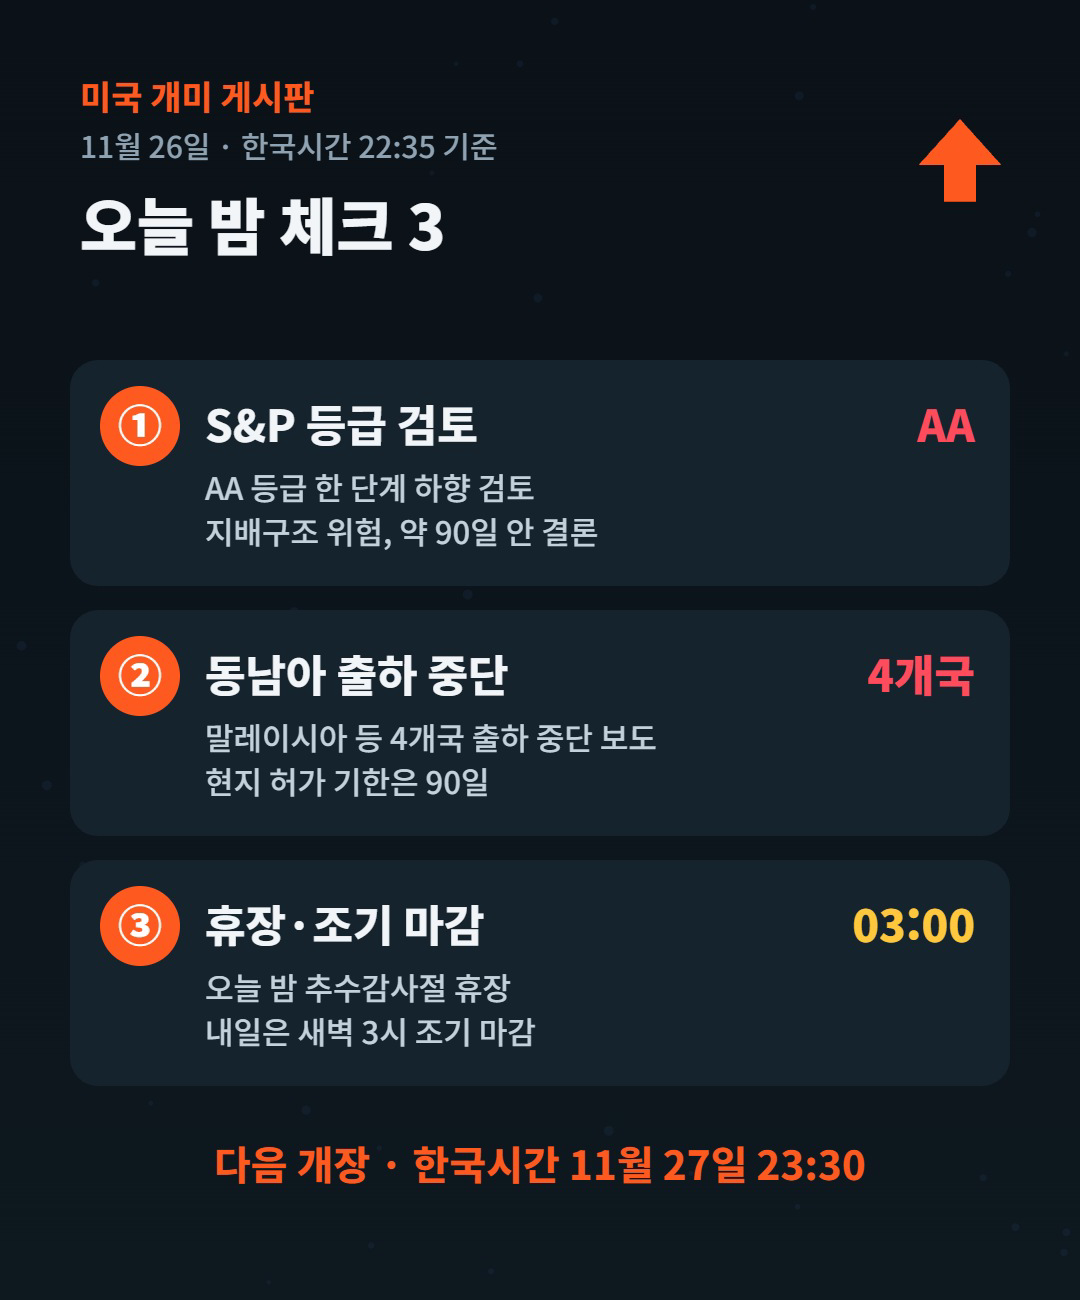 미국 개미 게시판
11월 26일 · 한국시간 22:35 기준
오늘 밤 체크 3
① S&P 등급 검토 AA
AA 등급 한 단계 하향 검토
지배구조 위험, 약 90일 안 결론
② 동남아 출하 중단 4개국
말레이시아 등 4개국 출하 중단 보도
현지 허가 기한은 90일
③ 휴장·조기 마감 03:00
오늘 밤 추수감사절 휴장
내일은 새벽 3시 조기 마감
다음 개장 · 한국시간 11월 27일 23:30